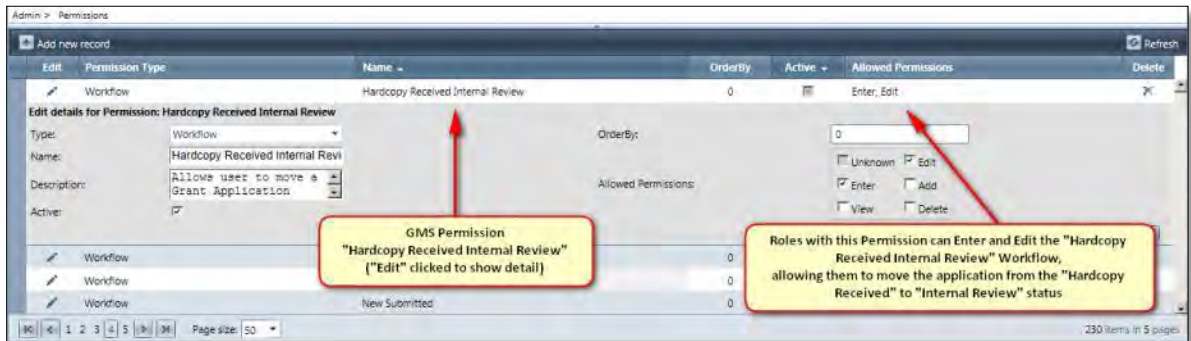 Admin > Permissions
Add new record Refresh
Edit Permission Type Name OrderBy Active Allowed Permissions Delete
Workflow Hardcopy Received Internal Review 0 Enter, Edit
Edit details for Permission: Hardcopy Received Internal Review
Type: Workflow OrderBy: 0
Name: Hardcopy Received Internal Revi
Description: Allows user to move a
Grant Application
Allowed Permissions: Unknown Edit
Enter Add
View Delete
Active:
GMS Permission
"Hardcopy Received Internal Review"
("Edit" clicked to show detail)
Roles with this Permission can Enter and Edit the "Hardcopy
Received Internal Review" Workflow,
allowing them to move the application from the "Hardcopy
Received" to "Internal Review" status
Workflow 0
Workflow 0
Workflow New Submitted 0
1 2 3 4 5 Page size: 50 230 items in 5 pages